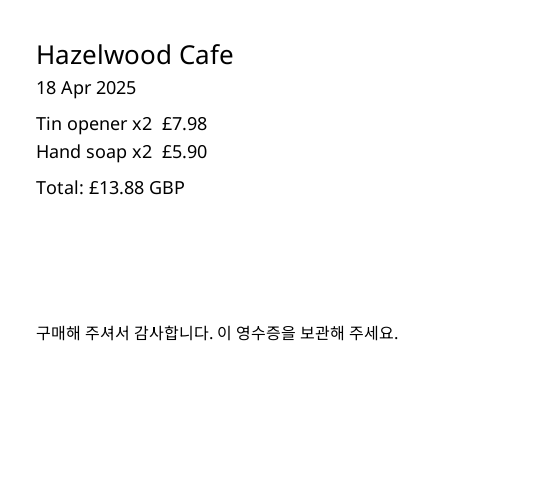 Hazelwood Cafe
18 Apr 2025
Tin opener x2  £7.98
Hand soap x2  £5.90
Total: £13.88 GBP
구매해 주셔서 감사합니다. 이 영수증을 보관해 주세요.